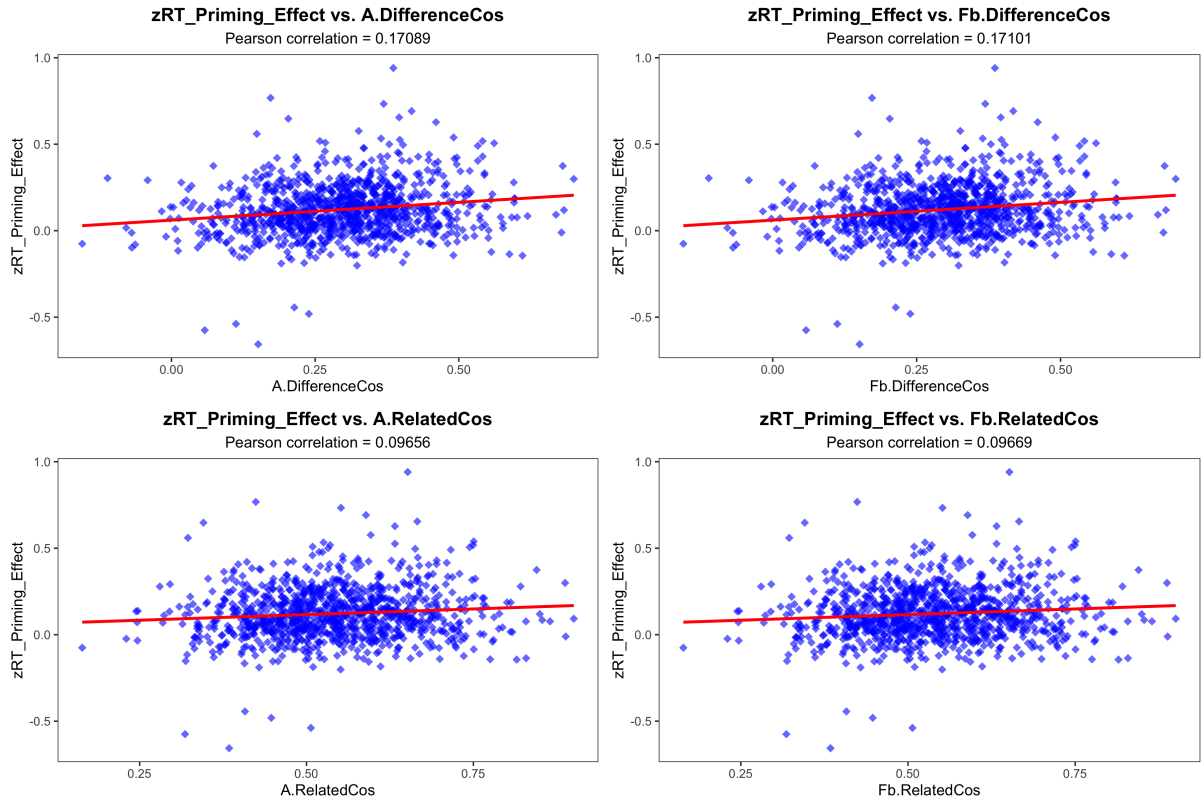 zRT_Priming_Effect vs. A.DifferenceCos
Pearson correlation = 0.17089
zRT_Priming_Effect
1.0
0.5
0.0
-0.5
0.00
0.25
0.50
A.DifferenceCos
zRT_Priming_Effect vs. Fb.DifferenceCos
Pearson correlation = 0.17101
zRT_Priming_Effect
1.0
0.5
0.0
-0.5
0.00
0.25
0.50
Fb.DifferenceCos
zRT_Priming_Effect vs. A.RelatedCos
Pearson correlation = 0.09656
zRT_Priming_Effect
1.0
0.5
0.0
-0.5
0.25
0.50
0.75
A.RelatedCos
zRT_Priming_Effect vs. Fb.RelatedCos
Pearson correlation = 0.09669
zRT_Priming_Effect
1.0
0.5
0.0
-0.5
0.25
0.50
0.75
Fb.RelatedCos